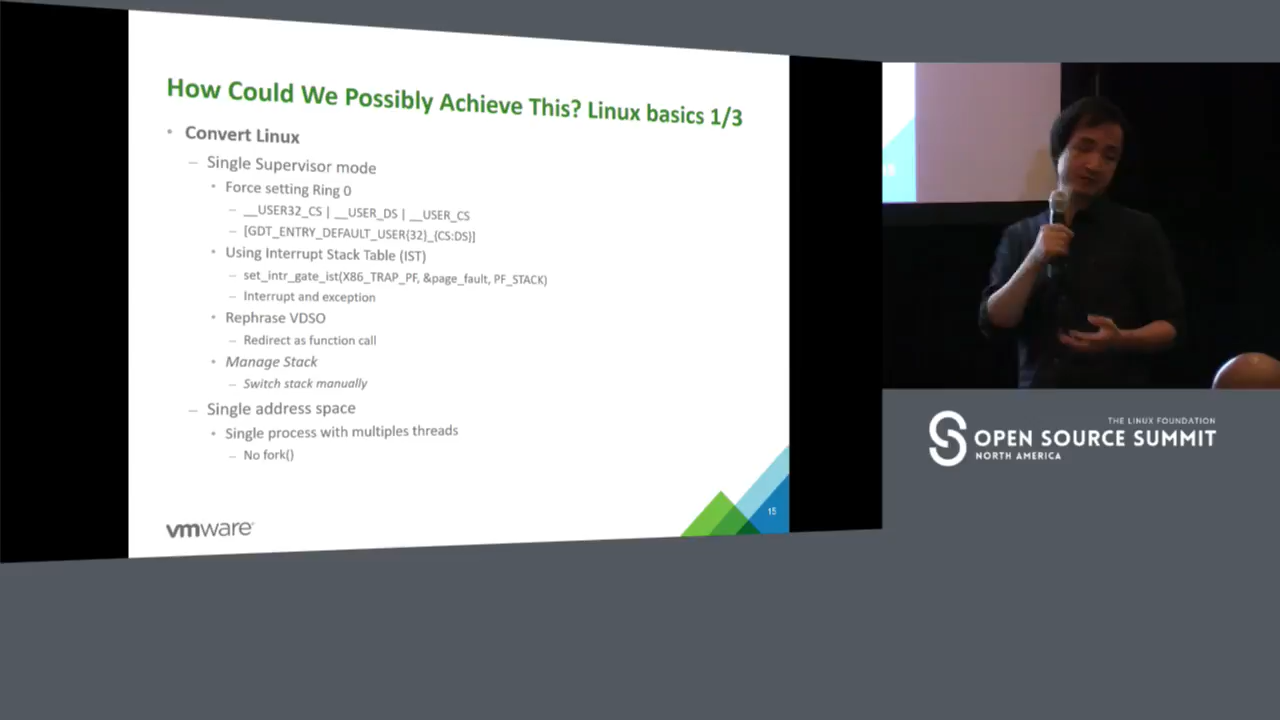 How Could We Possibly Achieve This? Linux basics 1/3
• Convert Linux
– Single Supervisor mode
• Force setting Ring 0
– __USER32_CS | __USER_DS | __USER_CS
– [GDT_ENTRY_DEFAULT_USER{32}_{CS:DS}]
• Using Interrupt Stack Table (IST)
– set_intr_gate_ist(X86_TRAP_PF, &page_fault, PF_STACK)
– Interrupt and exception
• Rephrase VDSO
– Redirect as function call
• Manage Stack
– Switch stack manually
– Single address space
• Single process with multiples threads
– No fork()
vmware
15
THE LINUX FOUNDATION
OPEN SOURCE SUMMIT
NORTH AMERICA